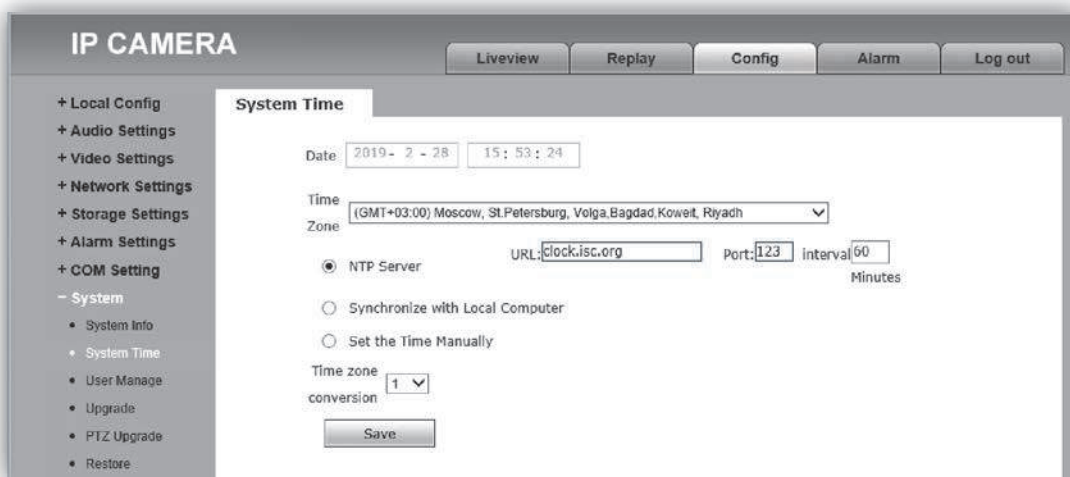 IP CAMERA
Liveview Replay Config Alarm Log out
+ Local Config
+ Audio Settings
+ Video Settings
+ Network Settings
+ Storage Settings
+ Alarm Settings
+ COM Setting
− System
• System Info
• System Time
• User Manage
• Upgrade
• PTZ Upgrade
• Restore
System Time
Date 2019- 2 - 28 15: 53: 24
Time
Zone
(GMT+03:00) Moscow, St.Petersburg, Volga,Bagdad,Koweit, Riyadh
NTP Server URL:clock.isc.org Port:123 interval 60
Minutes
Synchronize with Local Computer
Set the Time Manually
Time zone
conversion
1
Save